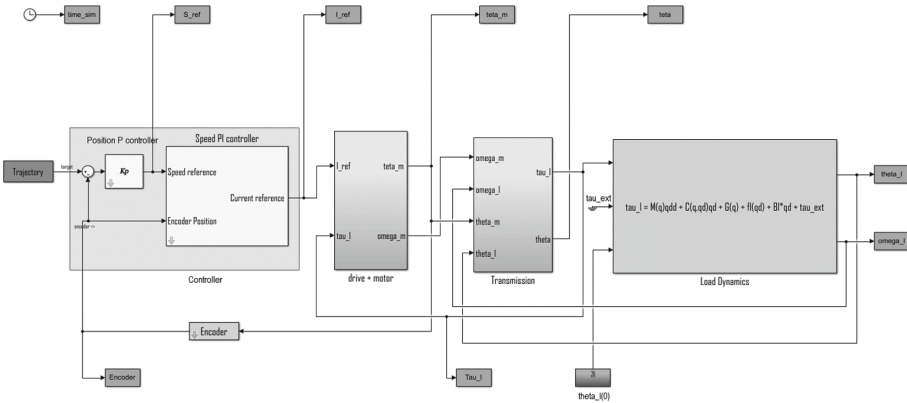 time_sim
S_ref
I_ref
teta_m
teta
Position P controller
Speed PI controller
Trajectory
target
Kp
Speed reference
Current reference
Encoder Position
encoder
Controller
I_ref
teta_m
tau_l
omega_m
drive + motor
omega_m
omega_l
theta_m
theta_l
tau_l
theta
Transmission
tau_ext
tau_l = M(q)qdd + C(q,qd)qd + G(q) + fl(qd) + Bl*qd + tau_ext
Load Dynamics
theta_l
omega_l
Encoder
Encoder
Tau_l
theta_l(0)